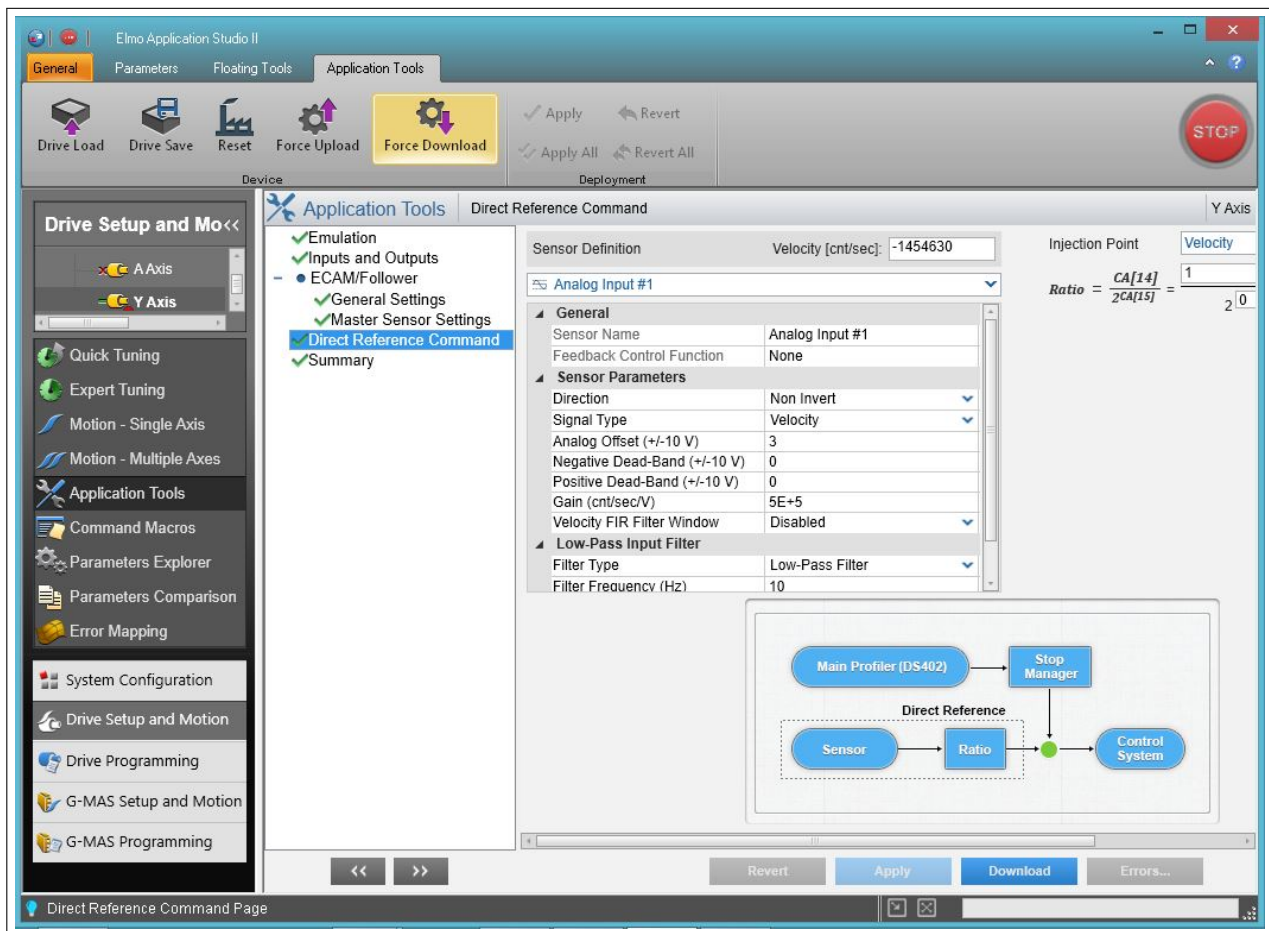 Elmo Application Studio II
General Parameters Floating Tools Application Tools
Drive Load Drive Save Reset Force Upload Force Download
Apply Revert
Apply All Revert All
Device Deployment
STOP
Drive Setup and Mo<<
A Axis
Y Axis
Quick Tuning
Expert Tuning
Motion - Single Axis
Motion - Multiple Axes
Application Tools
Command Macros
Parameters Explorer
Parameters Comparison
Error Mapping
System Configuration
Drive Setup and Motion
Drive Programming
G-MAS Setup and Motion
G-MAS Programming
Application Tools Direct Reference Command Y Axis
Emulation
Inputs and Outputs
ECAM/Follower
General Settings
Master Sensor Settings
Direct Reference Command
Summary
Sensor Definition Velocity [cnt/sec]: -1454630
Analog Input #1
General
Sensor Name Analog Input #1
Feedback Control Function None
Sensor Parameters
Direction Non Invert
Signal Type Velocity
Analog Offset (+/-10 V) 3
Negative Dead-Band (+/-10 V) 0
Positive Dead-Band (+/-10 V) 0
Gain (cnt/sec/V) 5E+5
Velocity FIR Filter Window Disabled
Low-Pass Input Filter
Filter Type Low-Pass Filter
Filter Frequency (Hz) 10
Injection Point Velocity
Ratio = CA[14] / 2^CA[15] = 1 / 2^0
Main Profiler (DS402)
Stop
Manager
Direct Reference
Sensor
Ratio
Control
System
<< >>
Revert Apply Download Errors...
Direct Reference Command Page